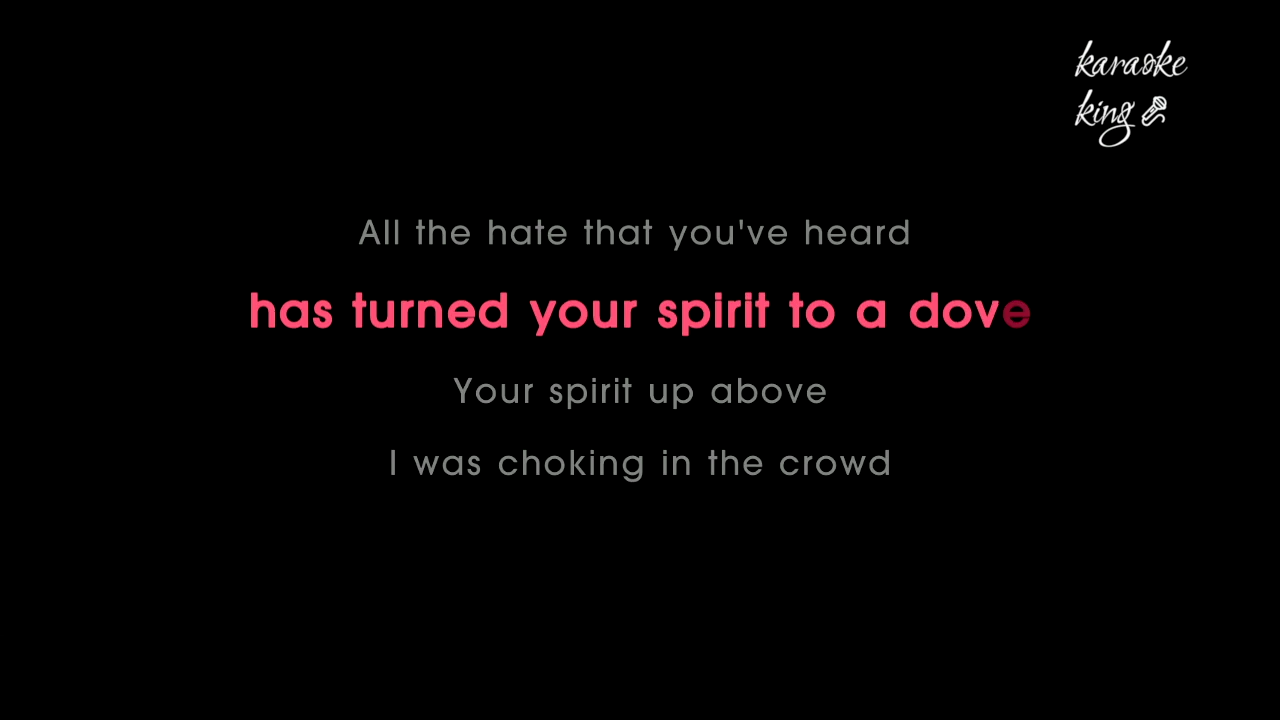 karaoke
king
All the hate that you've heard
has turned your spirit to a dove
Your spirit up above
I was choking in the crowd